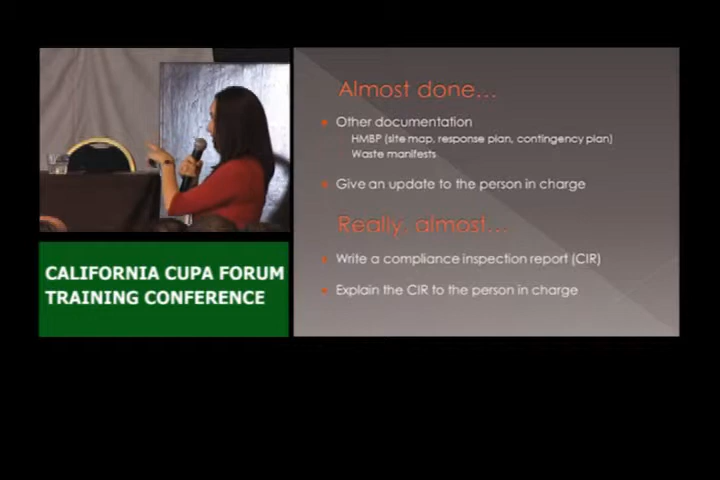 Almost done...
Other documentation
HMBP (site map, response plan, contingency plan)
Waste manifests
Give an update to the person in charge
Really, almost...
Write a compliance inspection report (CIR)
Explain the CIR to the person in charge
CALIFORNIA CUPA FORUM
TRAINING CONFERENCE